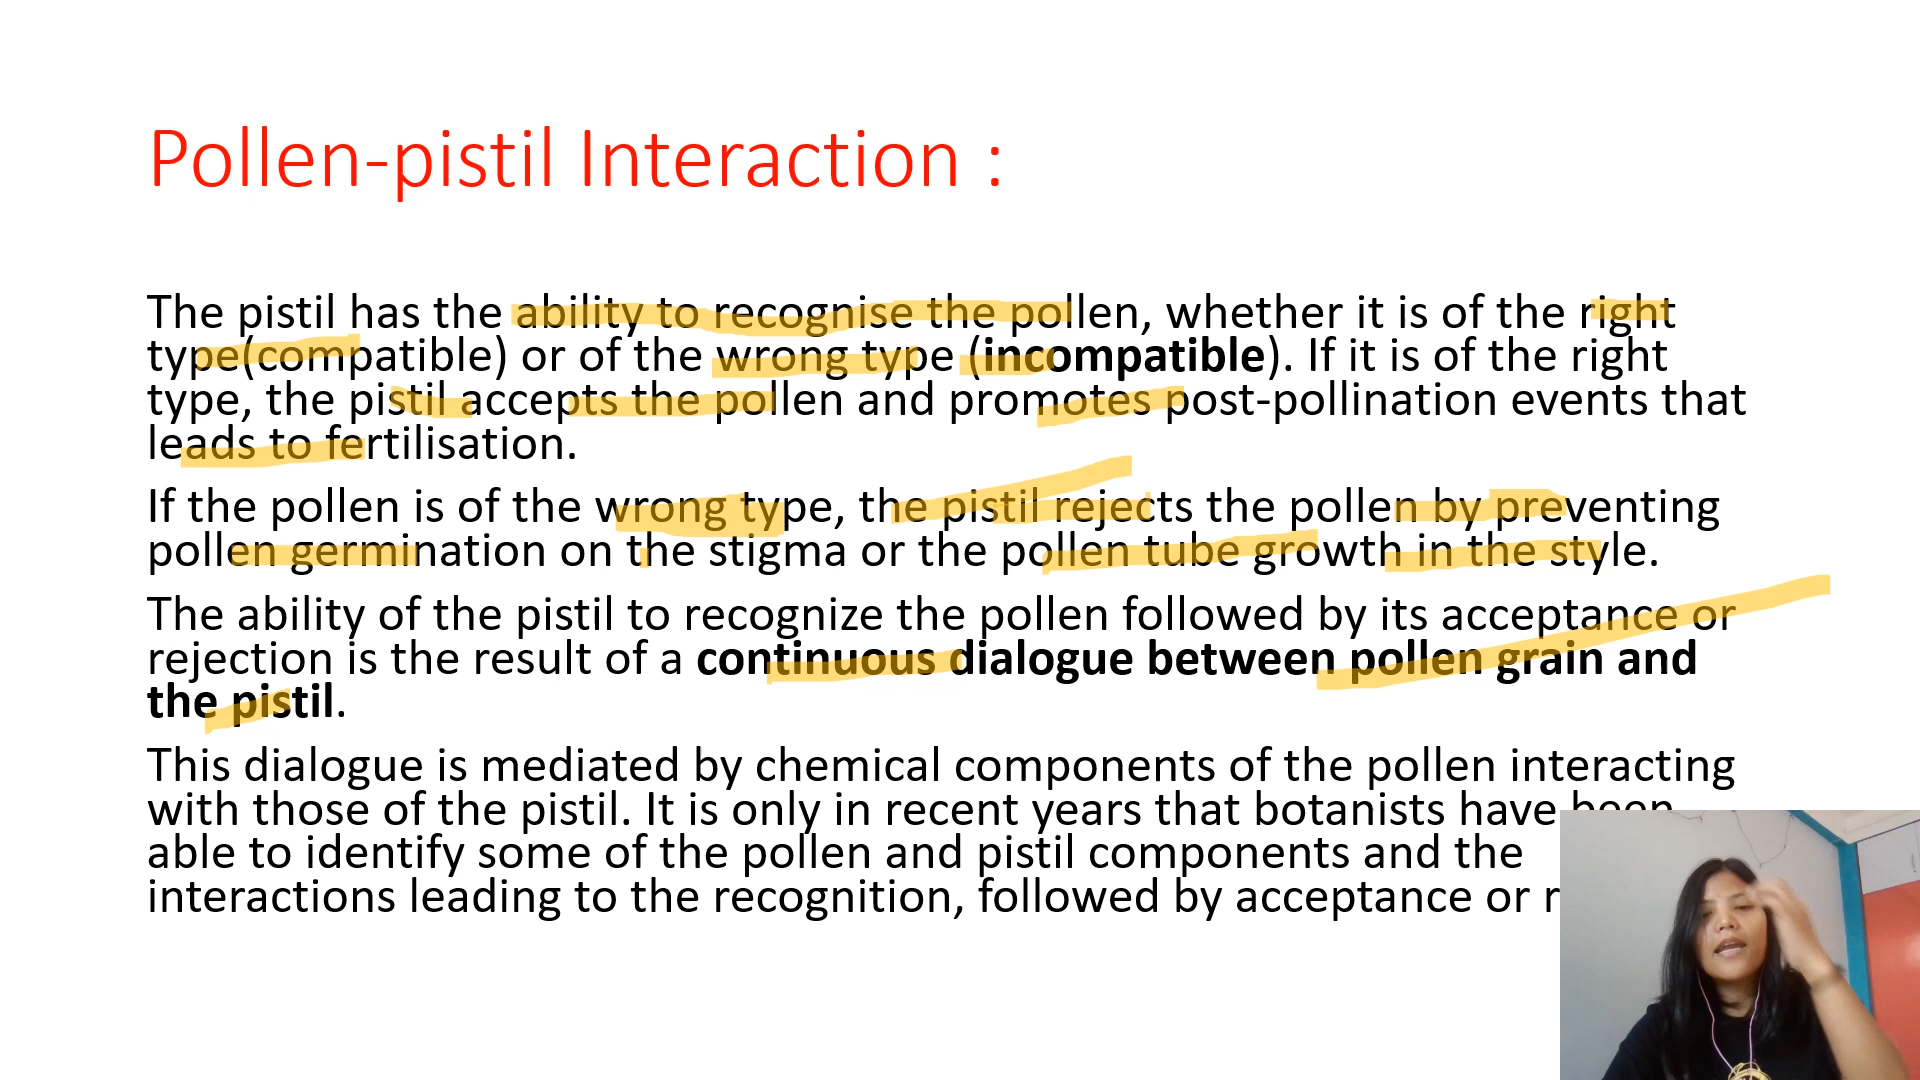 Pollen-pistil Interaction :
The pistil has the ability to recognise the pollen, whether it is of the right
type(compatible) or of the wrong type (incompatible). If it is of the right
type, the pistil accepts the pollen and promotes post-pollination events that
leads to fertilisation.
If the pollen is of the wrong type, the pistil rejects the pollen by preventing
pollen germination on the stigma or the pollen tube growth in the style.
The ability of the pistil to recognize the pollen followed by its acceptance or
rejection is the result of a continuous dialogue between pollen grain and
the pistil.
This dialogue is mediated by chemical components of the pollen interacting
with those of the pistil. It is only in recent years that botanists have been
able to identify some of the pollen and pistil components and the
interactions leading to the recognition, followed by acceptance or